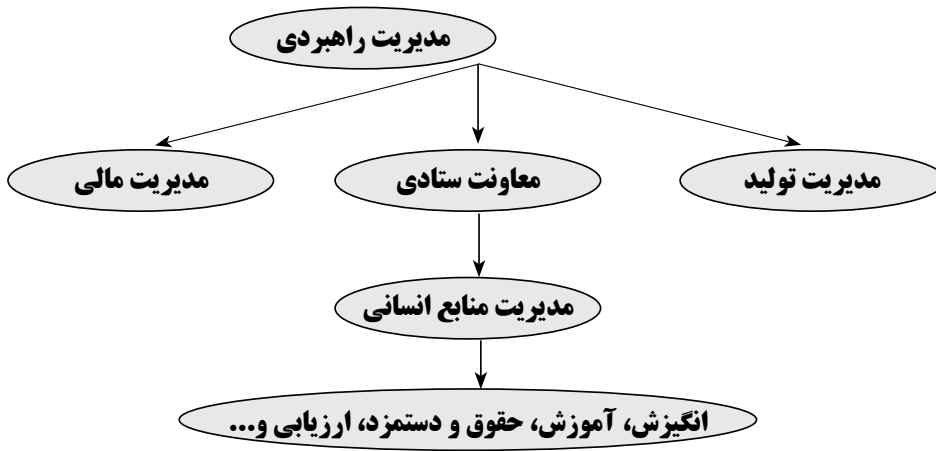 مدیریت راهبردی
مدیریت تولید
معاونت ستادی
مدیریت مالی
مدیریت منابع انسانی
انگیزش، آموزش، حقوق و دستمزد، ارزیابی و...